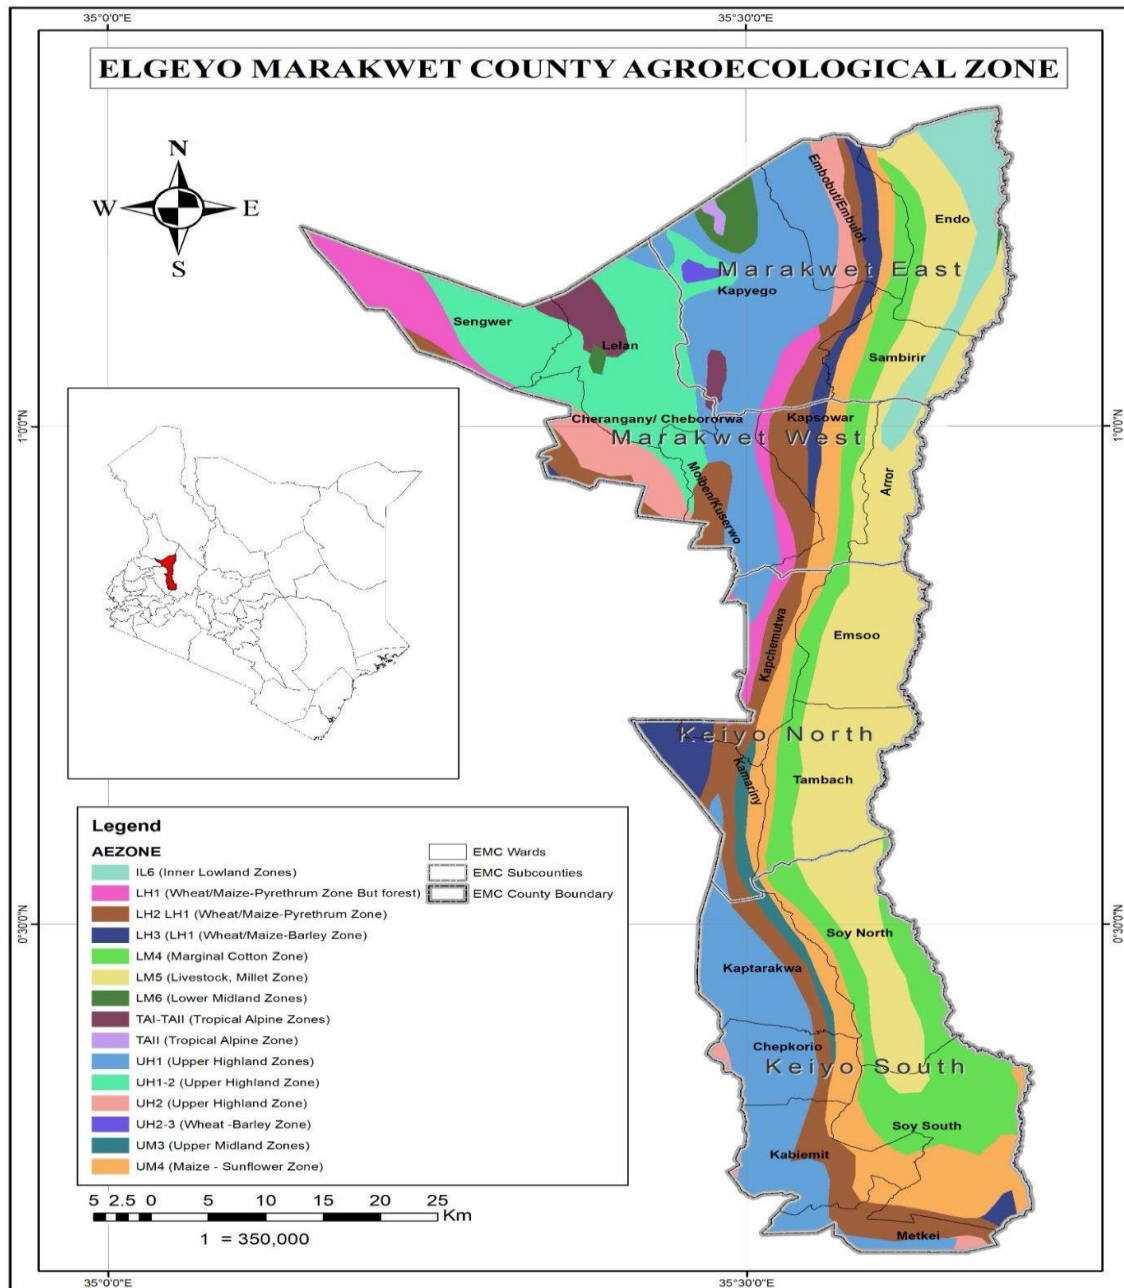 35°0'0"E
35°30'0"E
ELGEYO MARAKWET COUNTY AGROECOLOGICAL ZONE
N
W
E
S
Embobut/Embulot
Endo
Marakwet East
Kapyego
Sengwer
Lelan
Sambirir
Cherangany/ Chebororwa
Kapsowar
Marakwet West
1°0'0"N
1°0'0"N
Moiben/Kuserwo
Arror
Emsoo
Kapchemutwa
Keiyo North
Kamariny
Tambach
Legend
AEZONE
IL6 (Inner Lowland Zones)
LH1 (Wheat/Maize-Pyrethrum Zone But forest)
LH2 LH1 (Wheat/Maize-Pyrethrum Zone)
LH3 (LH1 (Wheat/Maize-Barley Zone)
LM4 (Marginal Cotton Zone)
LM5 (Livestock, Millet Zone)
LM6 (Lower Midland Zones)
TAI-TAII (Tropical Alpine Zones)
TAII (Tropical Alpine Zone)
UH1 (Upper Highland Zones)
UH1-2 (Upper Highland Zone)
UH2 (Upper Highland Zone)
UH2-3 (Wheat -Barley Zone)
UM3 (Upper Midland Zones)
UM4 (Maize - Sunflower Zone)
EMC Wards
EMC Subcounties
EMC County Boundary
0°30'0"N
0°30'0"N
Soy North
Kaptarakwa
Chepkorio
Keiyo South
Soy South
Kabiemit
Metkei
5 2.5 0 5 10 15 20 25
Km
1 = 350,000
35°0'0"E
35°30'0"E